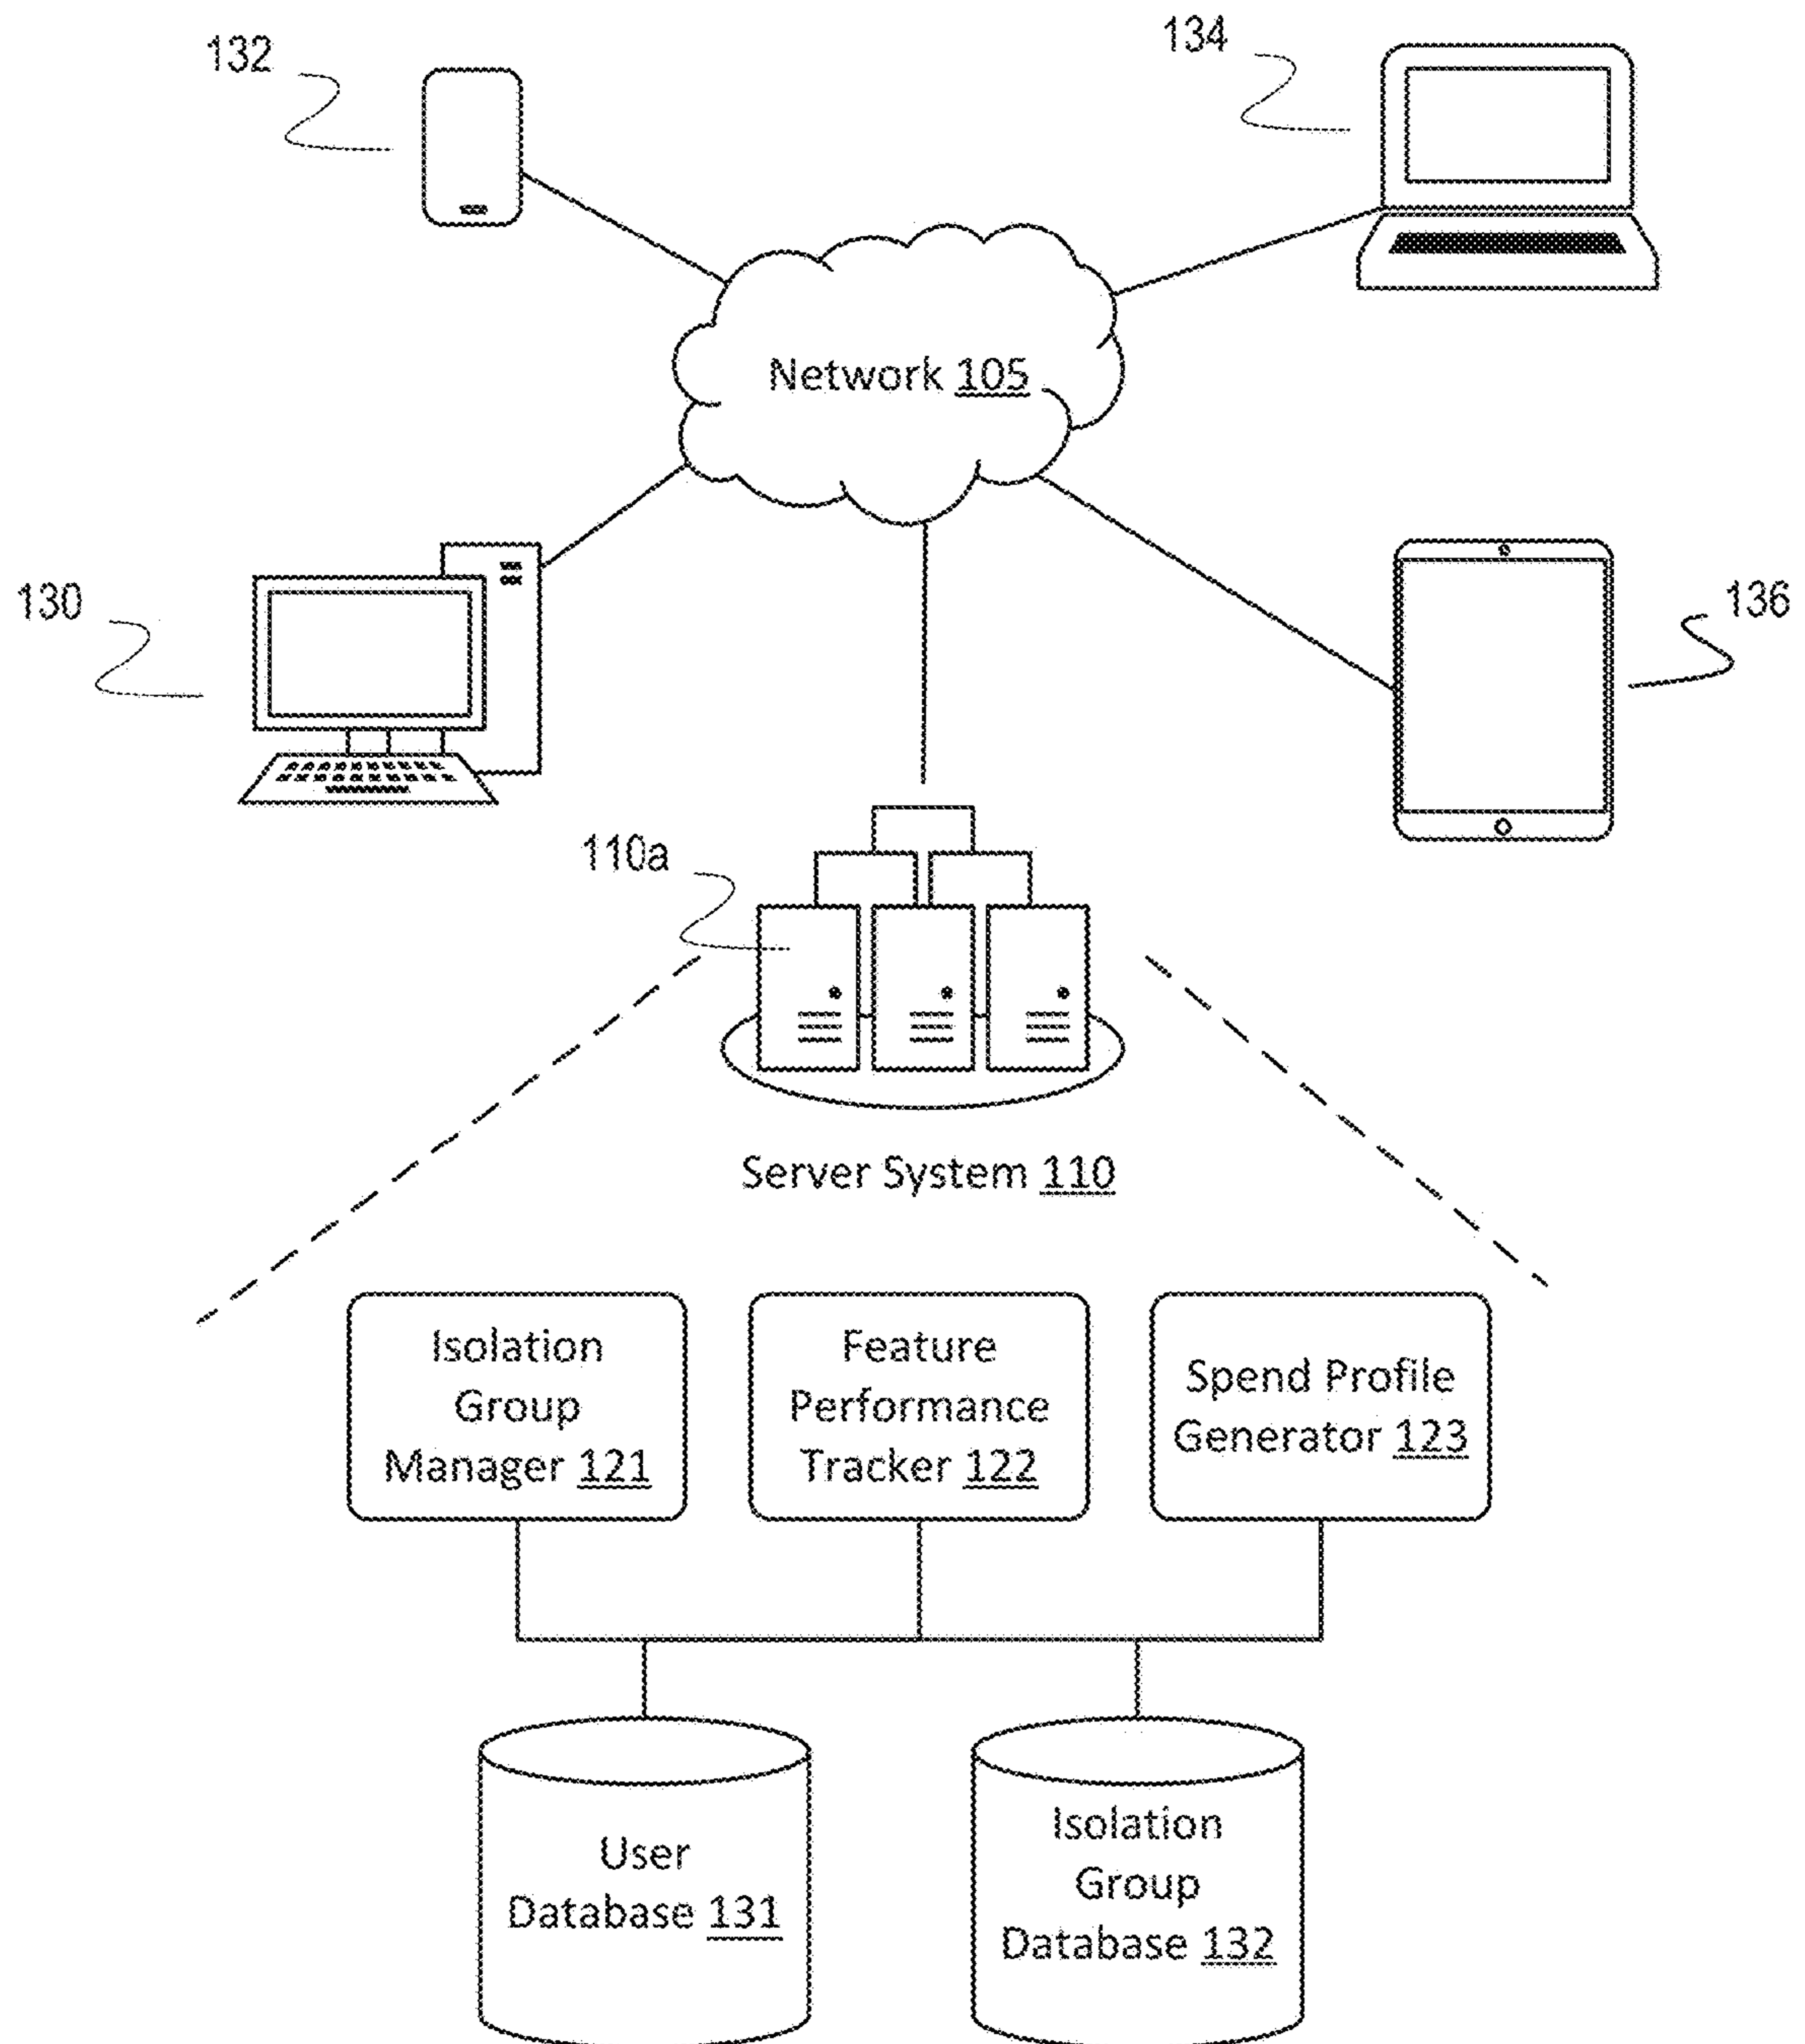 132
134
Network 105
130
136
110a
Server System 110
Isolation
Group
Manager 121
Feature
Performance
Tracker 122
Spend Profile
Generator 123
User
Database 131
Isolation
Group
Database 132